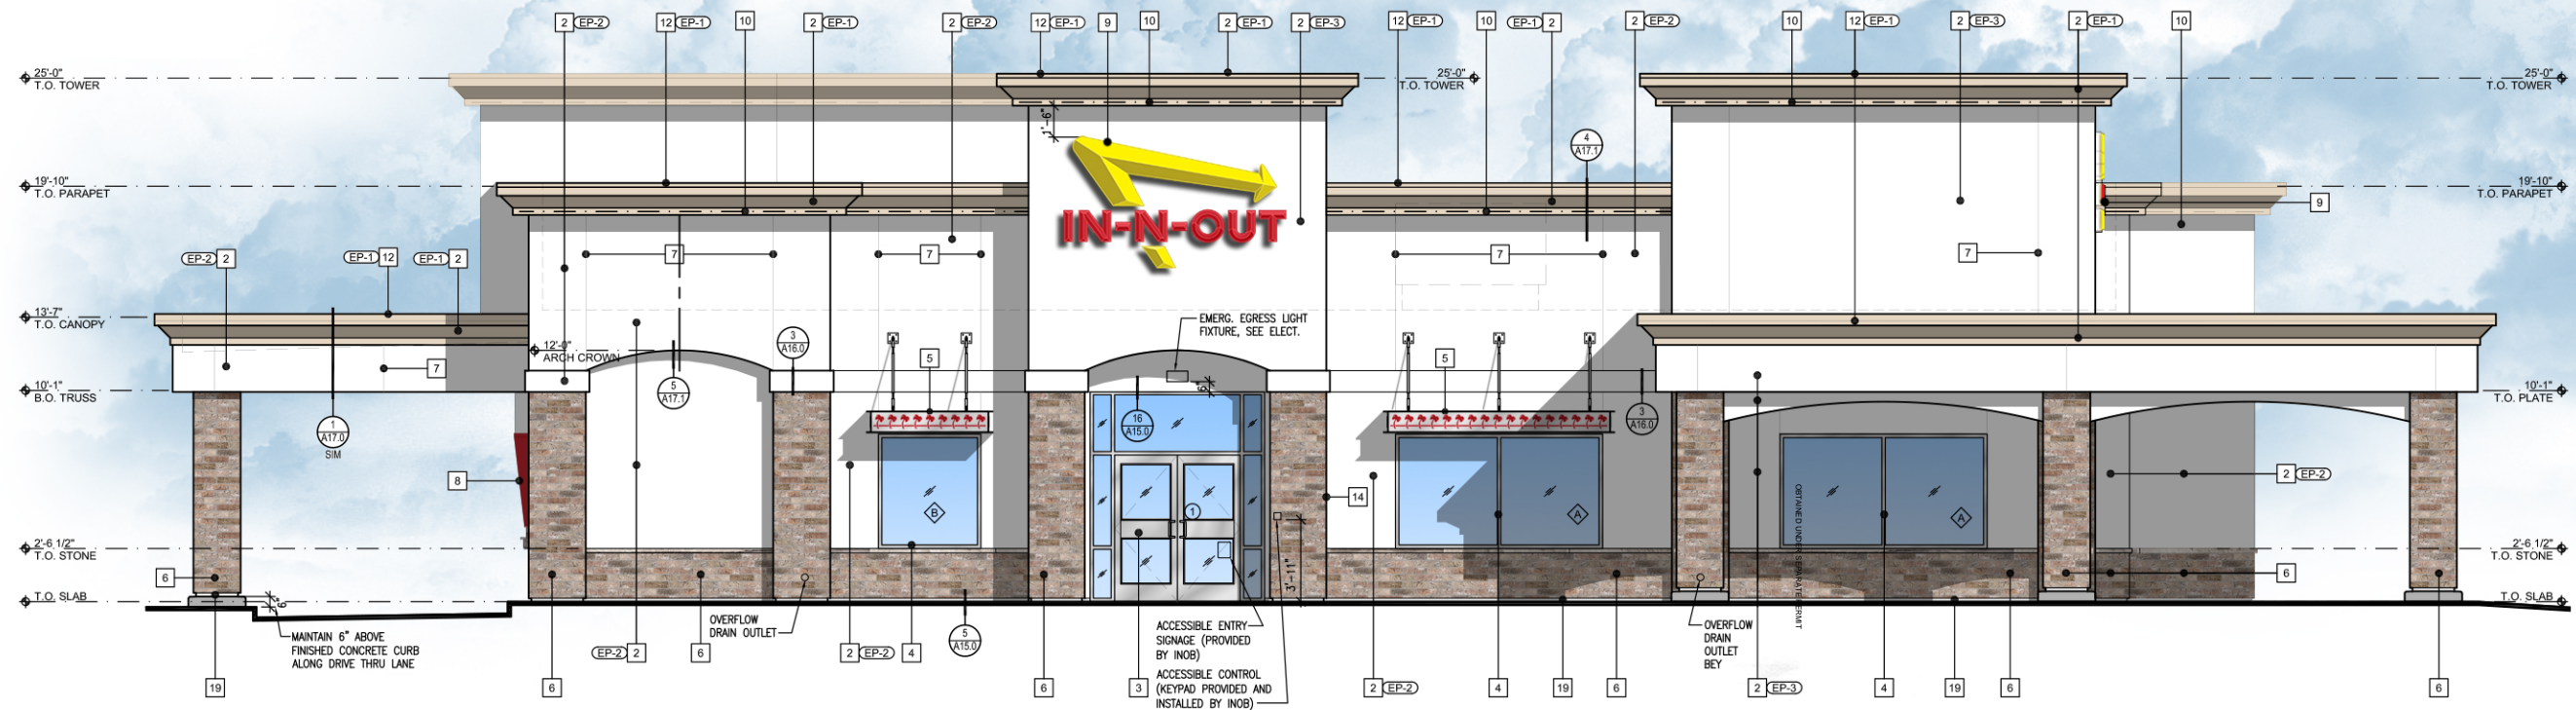 2 EP-2 12 EP-1 10 2 EP-1 2 EP-2 12 EP-1 9 10 2 EP-1 2 EP-3 12 EP-1 10 EP-1 2 2 EP-2 10 12 EP-1 2 EP-3 2 EP-1 10
25'-0"
T.O. TOWER
25'-0"
T.O. TOWER
25'-0"
T.O. TOWER
1'-6"
4
A17.1
19'-10"
T.O. PARAPET
19'-10"
T.O. PARAPET
9
IN-N-OUT
EP-2 2 EP-1 12 EP-1 2 7 7 7 7
13'-7"
T.O. CANOPY
EMERG. EGRESS LIGHT
FIXTURE, SEE ELECT.
12'-0"
ARCH CROWN
3
A16.0
7
5
5
5
A17.1
6"
10'-1"
B.O. TRUSS
10'-1"
T.O. PLATE
1
A17.0
SIM
16
A15.0
3
A16.0
8
14
2 EP-2
B
1
A
A
OBTAINED UNDER SEPARATE PERMIT
2'-6 1/2"
T.O. STONE
2'-6 1/2"
T.O. STONE
6
6
3'-11"
T.O. SLAB
T.O. SLAB
6"
MAINTAIN 6" ABOVE
FINISHED CONCRETE CURB
ALONG DRIVE THRU LANE
OVERFLOW
DRAIN OUTLET
5
A15.0
ACCESSIBLE ENTRY
SIGNAGE (PROVIDED
BY INOB)
ACCESSIBLE CONTROL
(KEYPAD PROVIDED AND
INSTALLED BY INOB)
OVERFLOW
DRAIN
OUTLET
BEY
EP-2 2 6 2 EP-2 4
19 6 6 3 2 EP-2 4 19 6 2 EP-3 4 19 6 6